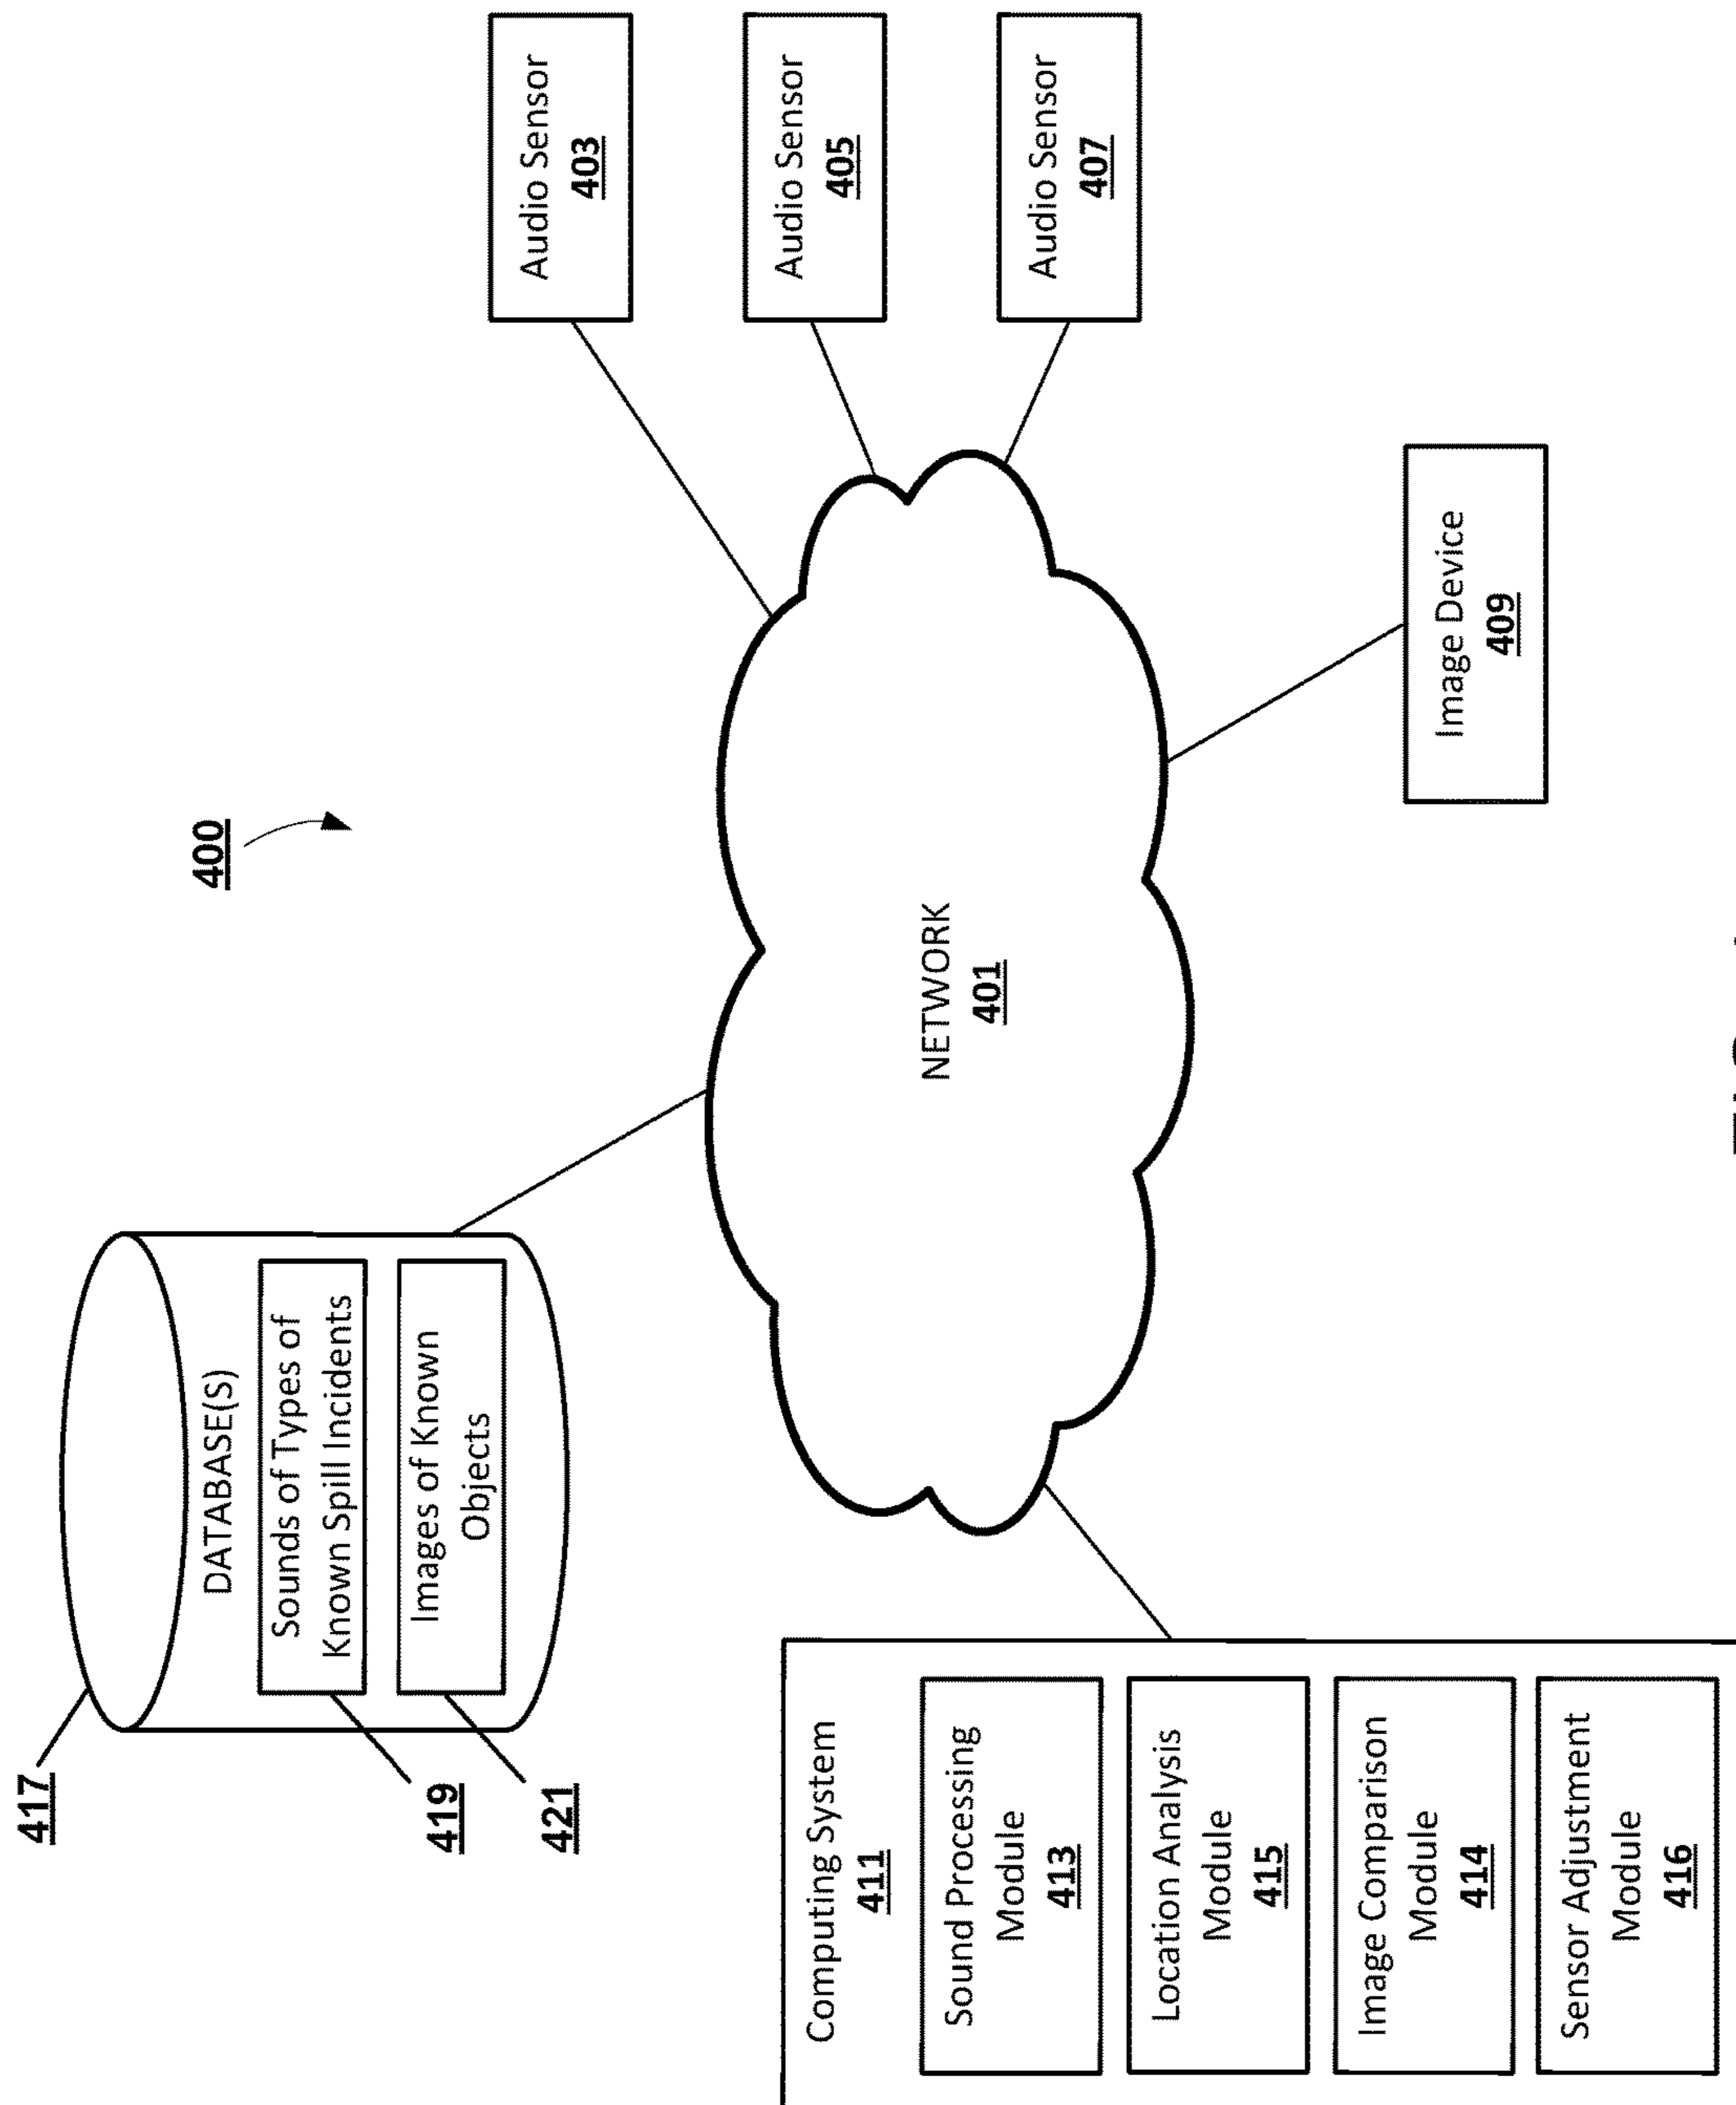 400
417
DATABASE(S)
Sounds of Types of
Known Spill Incidents
419
Images of Known
Objects
421
NETWORK
401
Audio Sensor
403
Audio Sensor
405
Audio Sensor
407
Image Device
409
Computing System
411
Sound Processing
Module
413
Location Analysis
Module
415
Image Comparison
Module
414
Sensor Adjustment
Module
416